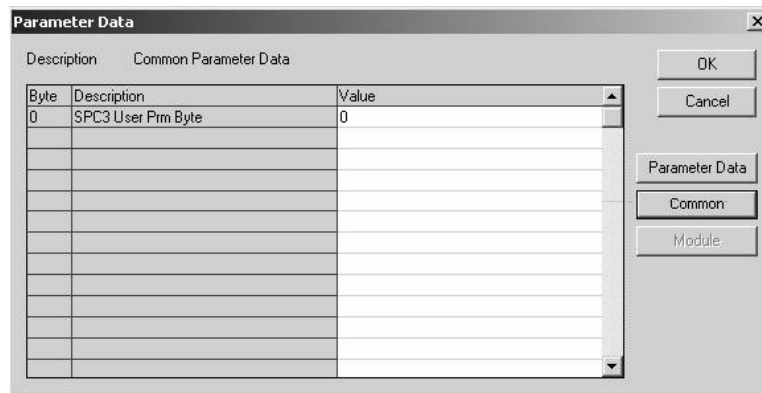 Parameter Data
Description Common Parameter Data
OK
Cancel
Byte Description Value
0 SPC3 User Prm Byte 0
Parameter Data
Common
Module